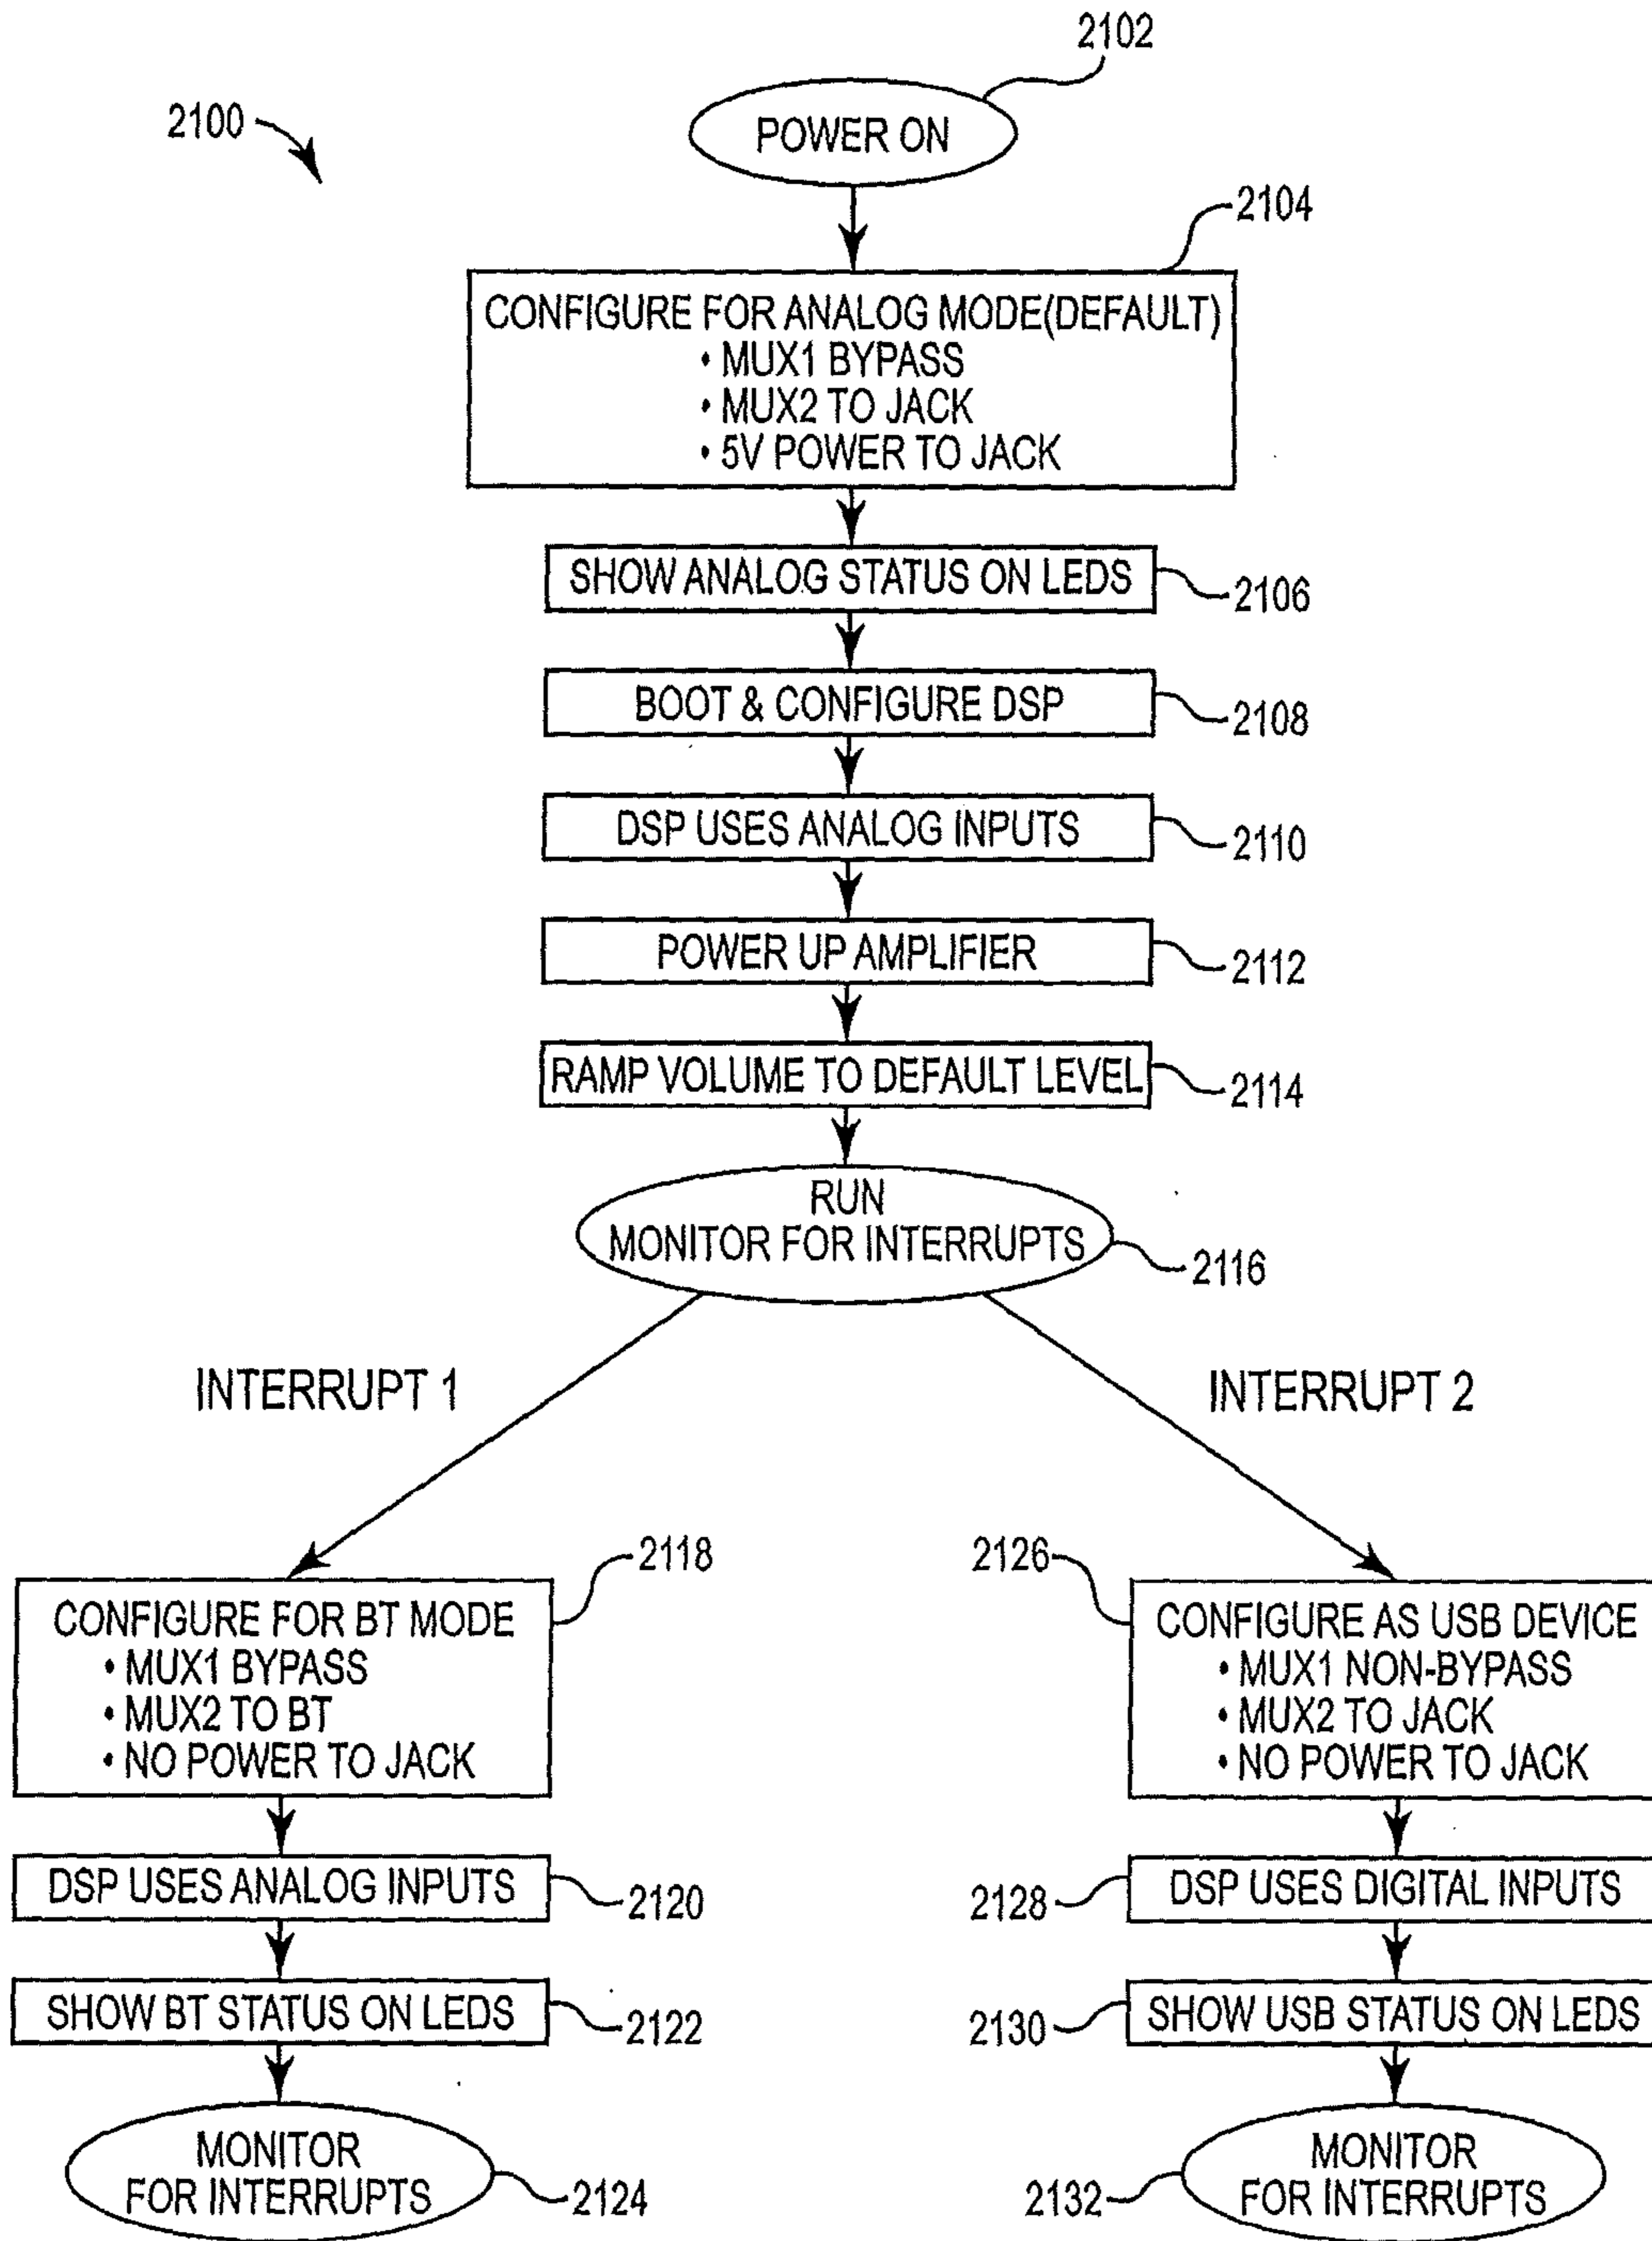 2102
2100
POWER ON
2104
CONFIGURE FOR ANALOG MODE(DEFAULT)
• MUX1 BYPASS
• MUX2 TO JACK
• 5V POWER TO JACK
SHOW ANALOG STATUS ON LEDS
2106
BOOT & CONFIGURE DSP
2108
DSP USES ANALOG INPUTS
2110
POWER UP AMPLIFIER
2112
RAMP VOLUME TO DEFAULT LEVEL
2114
RUN
MONITOR FOR INTERRUPTS
2116
INTERRUPT 1
INTERRUPT 2
2118
CONFIGURE FOR BT MODE
• MUX1 BYPASS
• MUX2 TO BT
• NO POWER TO JACK
DSP USES ANALOG INPUTS
2120
SHOW BT STATUS ON LEDS
2122
MONITOR
FOR INTERRUPTS
2124
2126
CONFIGURE AS USB DEVICE
• MUX1 NON-BYPASS
• MUX2 TO JACK
• NO POWER TO JACK
DSP USES DIGITAL INPUTS
2128
SHOW USB STATUS ON LEDS
2130
MONITOR
FOR INTERRUPTS
2132